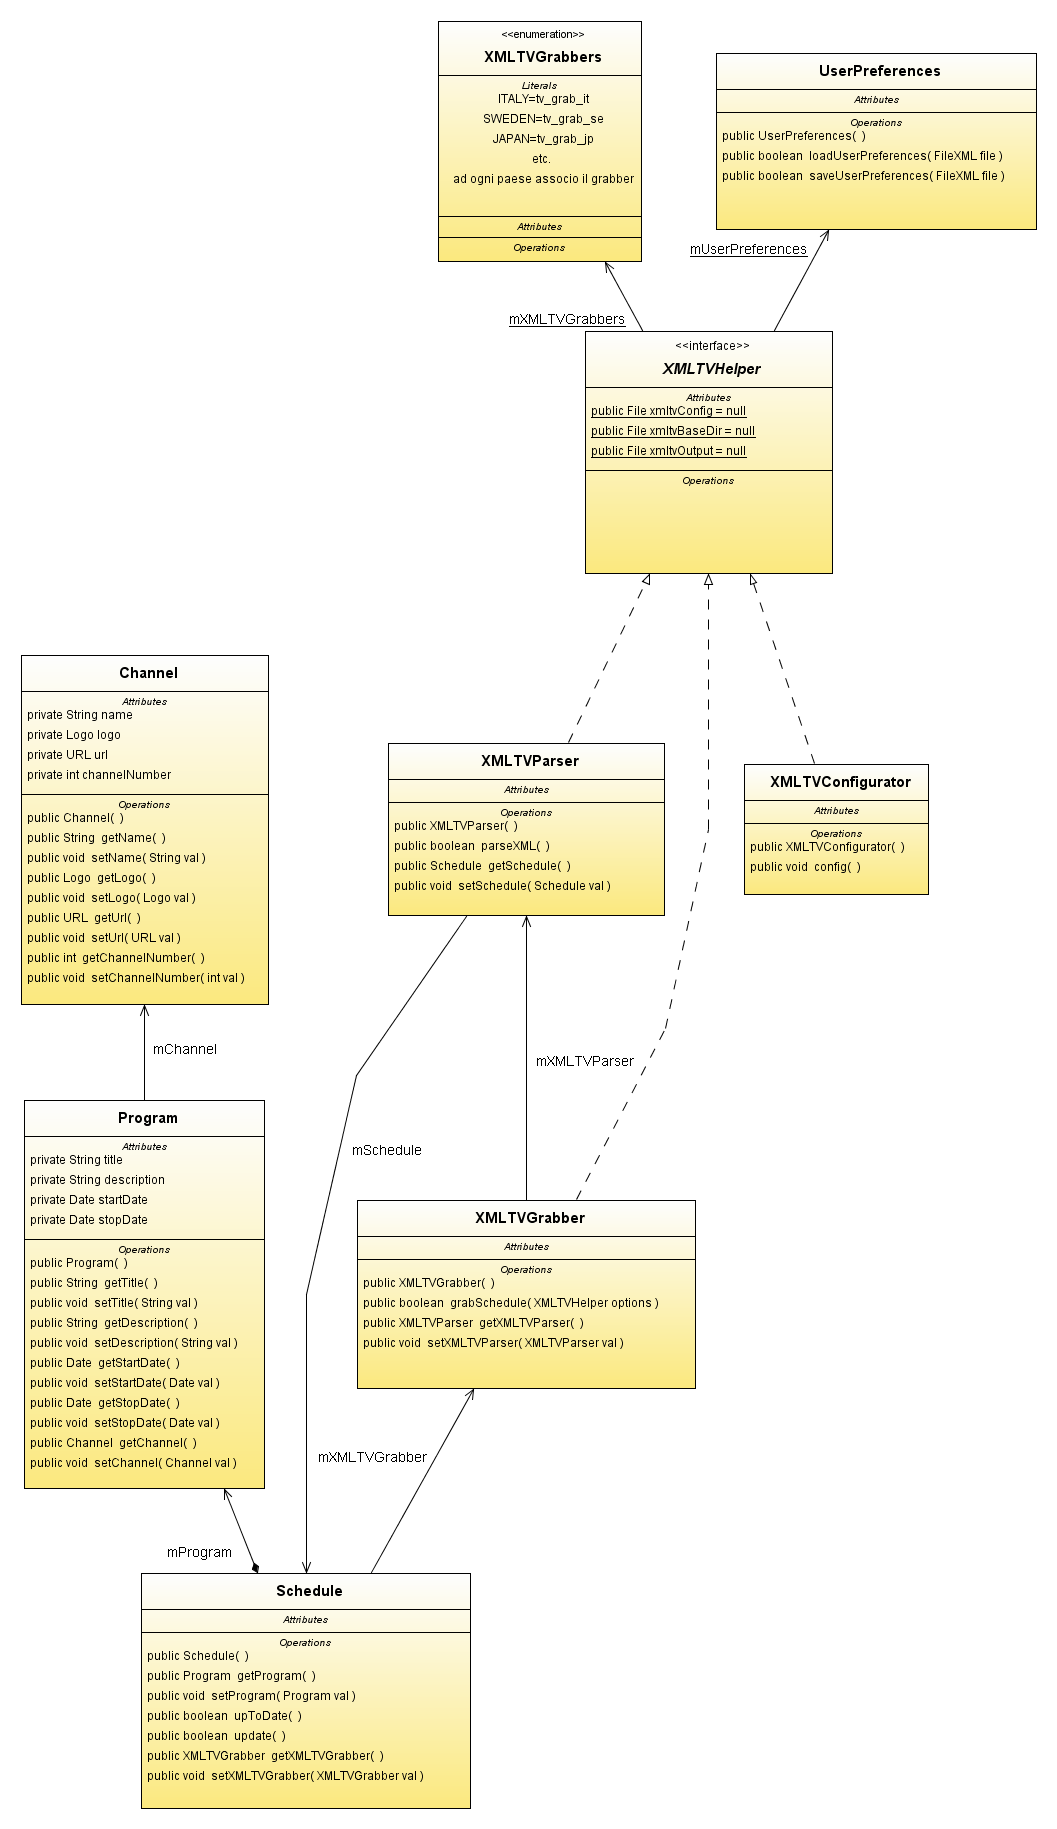 <<enumeration>>
XMLTVGrabbers
Literals
ITALY=tv_grab_it
SWEDEN=tv_grab_se
JAPAN=tv_grab_jp
etc.
ad ogni paese associo il grabber
Attributes
Operations
UserPreferences
Attributes
Operations
public UserPreferences( )
public boolean loadUserPreferences( FileXML file )
public boolean saveUserPreferences( FileXML file )
mUserPreferences
mXMLTVGrabbers
<<interface>>
XMLTVHelper
Attributes
public File xmltvConfig = null
public File xmltvBaseDir = null
public File xmltvOutput = null
Operations
Channel
Attributes
private String name
private Logo logo
private URL url
private int channelNumber
Operations
public Channel( )
public String getName( )
public void setName( String val )
public Logo getLogo( )
public void setLogo( Logo val )
public URL getUrl( )
public void setUrl( URL val )
public int getChannelNumber( )
public void setChannelNumber( int val )
XMLTVParser
Attributes
Operations
public XMLTVParser( )
public boolean parseXML( )
public Schedule getSchedule( )
public void setSchedule( Schedule val )
XMLTVConfigurator
Attributes
Operations
public XMLTVConfigurator( )
public void config( )
mChannel
mXMLTVParser
Program
Attributes
private String title
private String description
private Date startDate
private Date stopDate
Operations
public Program( )
public String getTitle( )
public void setTitle( String val )
public String getDescription( )
public void setDescription( String val )
public Date getStartDate( )
public void setStartDate( Date val )
public Date getStopDate( )
public void setStopDate( Date val )
public Channel getChannel( )
public void setChannel( Channel val )
mSchedule
XMLTVGrabber
Attributes
Operations
public XMLTVGrabber( )
public boolean grabSchedule( XMLTVHelper options )
public XMLTVParser getXMLTVParser( )
public void setXMLTVParser( XMLTVParser val )
mXMLTVGrabber
mProgram
Schedule
Attributes
Operations
public Schedule( )
public Program getProgram( )
public void setProgram( Program val )
public boolean upToDate( )
public boolean update( )
public XMLTVGrabber getXMLTVGrabber( )
public void setXMLTVGrabber( XMLTVGrabber val )